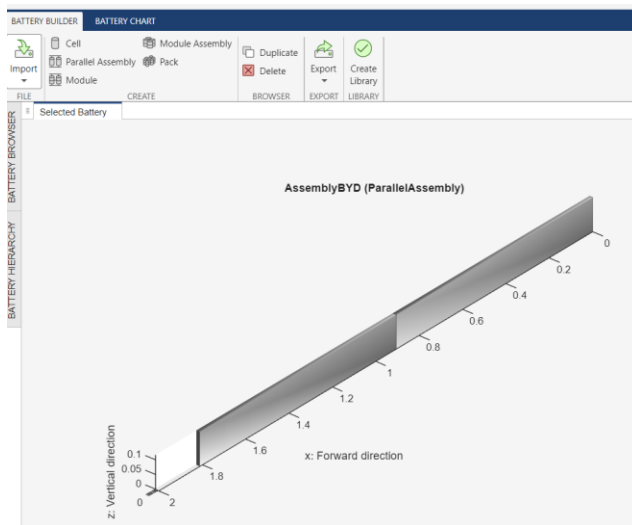 BATTERY BUILDER BATTERY CHART
Import
Cell
Parallel Assembly
Module
Module Assembly
Pack
Duplicate
Delete
Export
Create
Library
FILE CREATE BROWSER EXPORT LIBRARY
BATTERY BROWSER
BATTERY HIERARCHY
Selected Battery
AssemblyBYD (ParallelAssembly)
0
0.2
0.4
0.6
0.8
1
1.2
1.4
1.6
1.8
2
0
x: Forward direction
z: Vertical direction
0.1
0.05
0